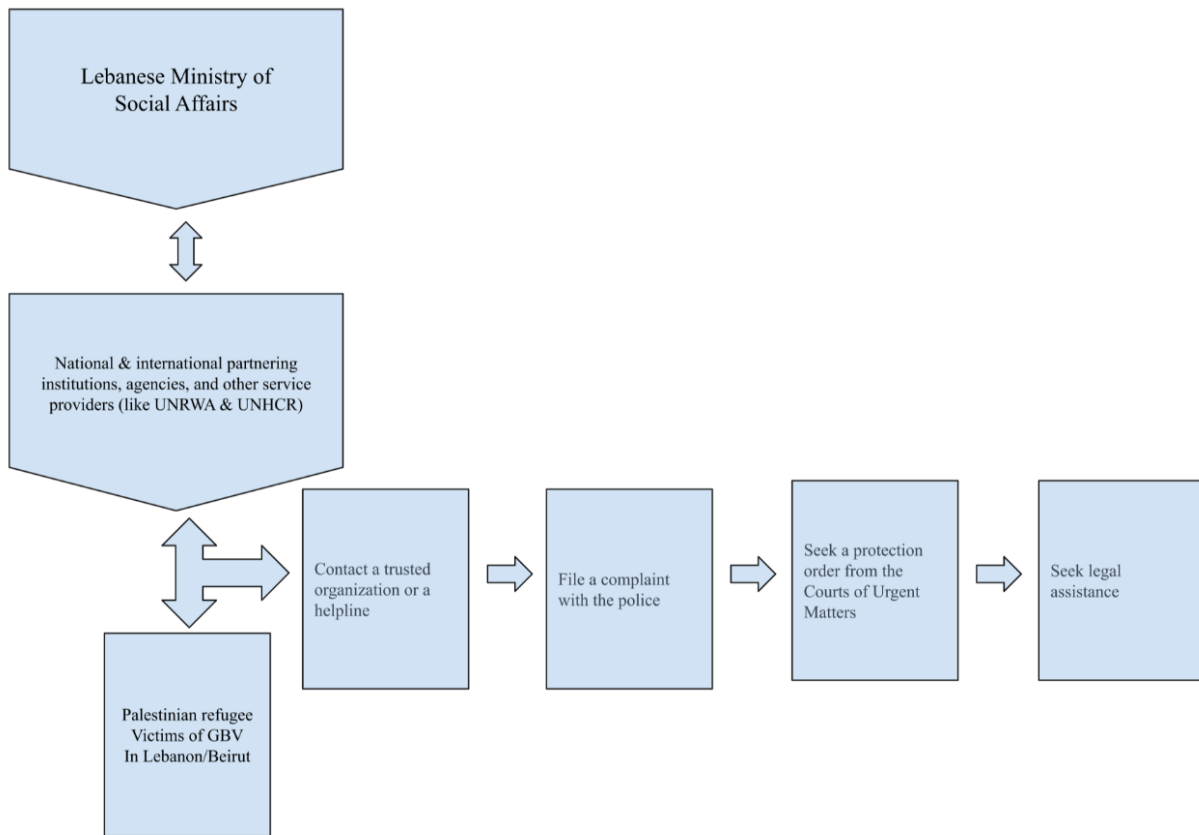 Lebanese Ministry of
Social Affairs
National & international partnering
institutions, agencies, and other service
providers (like UNRWA & UNHCR)
Contact a trusted
organization or a
helpline
File a complaint
with the police
Seek a protection
order from the
Courts of Urgent
Matters
Seek legal
assistance
Palestinian refugee
Victims of GBV
In Lebanon/Beirut